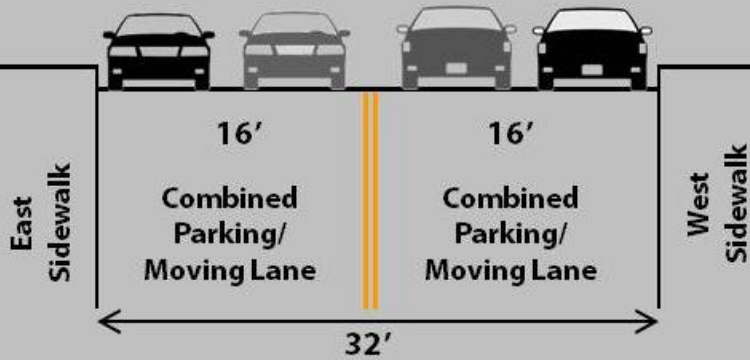 East
Sidewalk
16'
Combined
Parking/
Moving Lane
16'
Combined
Parking/
Moving Lane
West
Sidewalk
32'